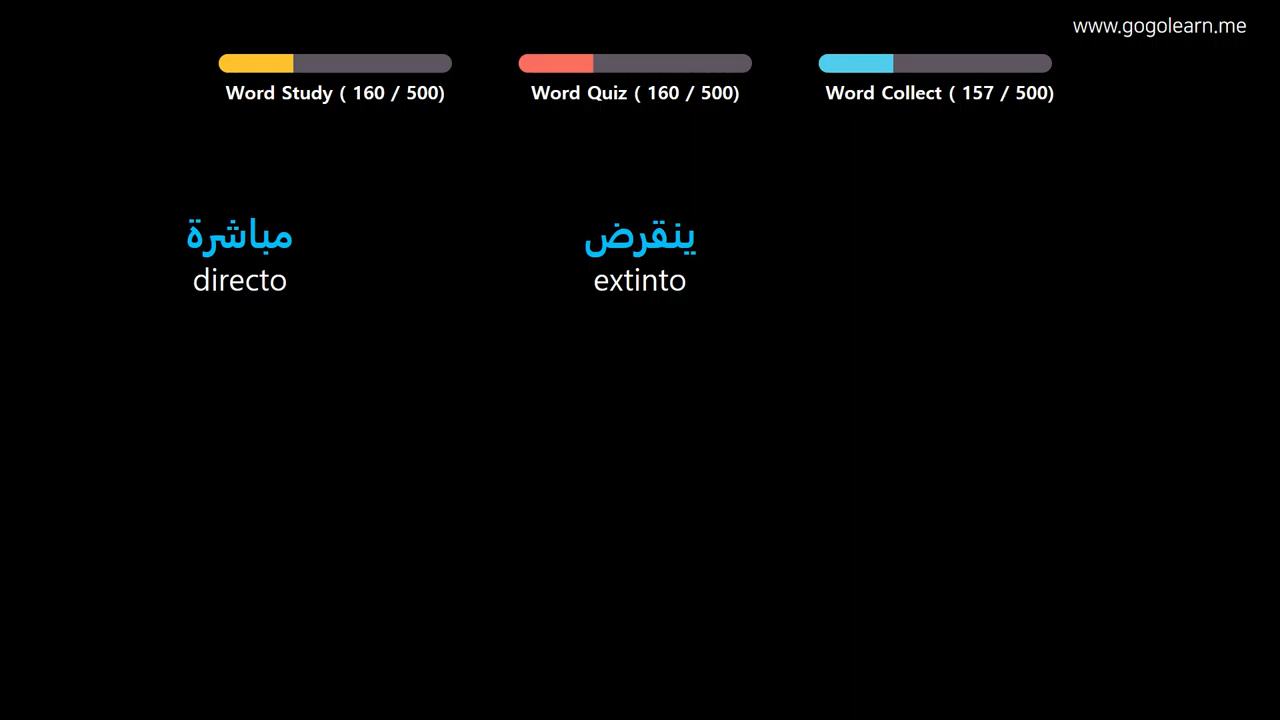 www.gogolearn.me
Word Study ( 160 / 500)
Word Quiz ( 160 / 500)
Word Collect ( 157 / 500)
مباشرة
directo
ينقرض
extinto